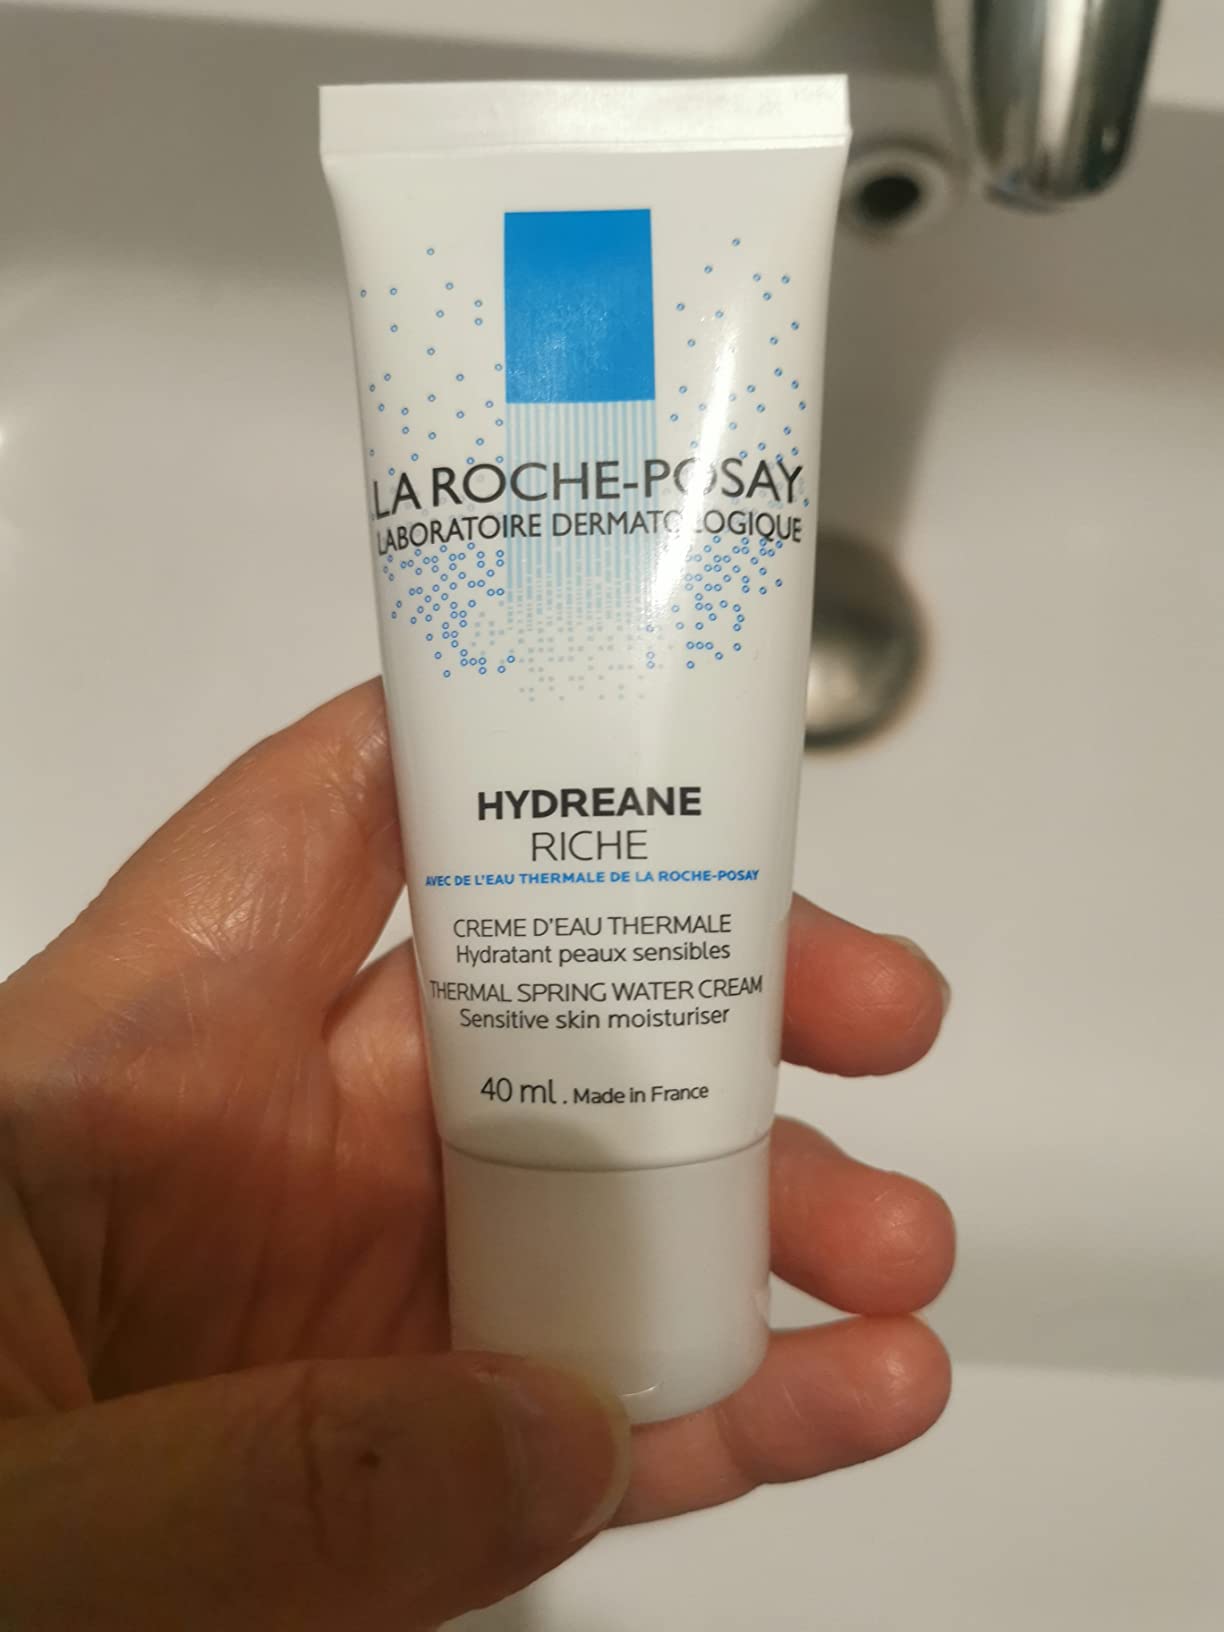 LA ROCHE-POSAY
LABORATOIRE DERMATOLOGIQUE
HYDREANE
RICHE
AVEC DE L'EAU THERMALE DE LA ROCHE-POSAY
CREME D'EAU THERMALE
Hydratant peaux sensibles
THERMAL SPRING WATER CREAM
Sensitive skin moisturiser
40 ml. Made in France